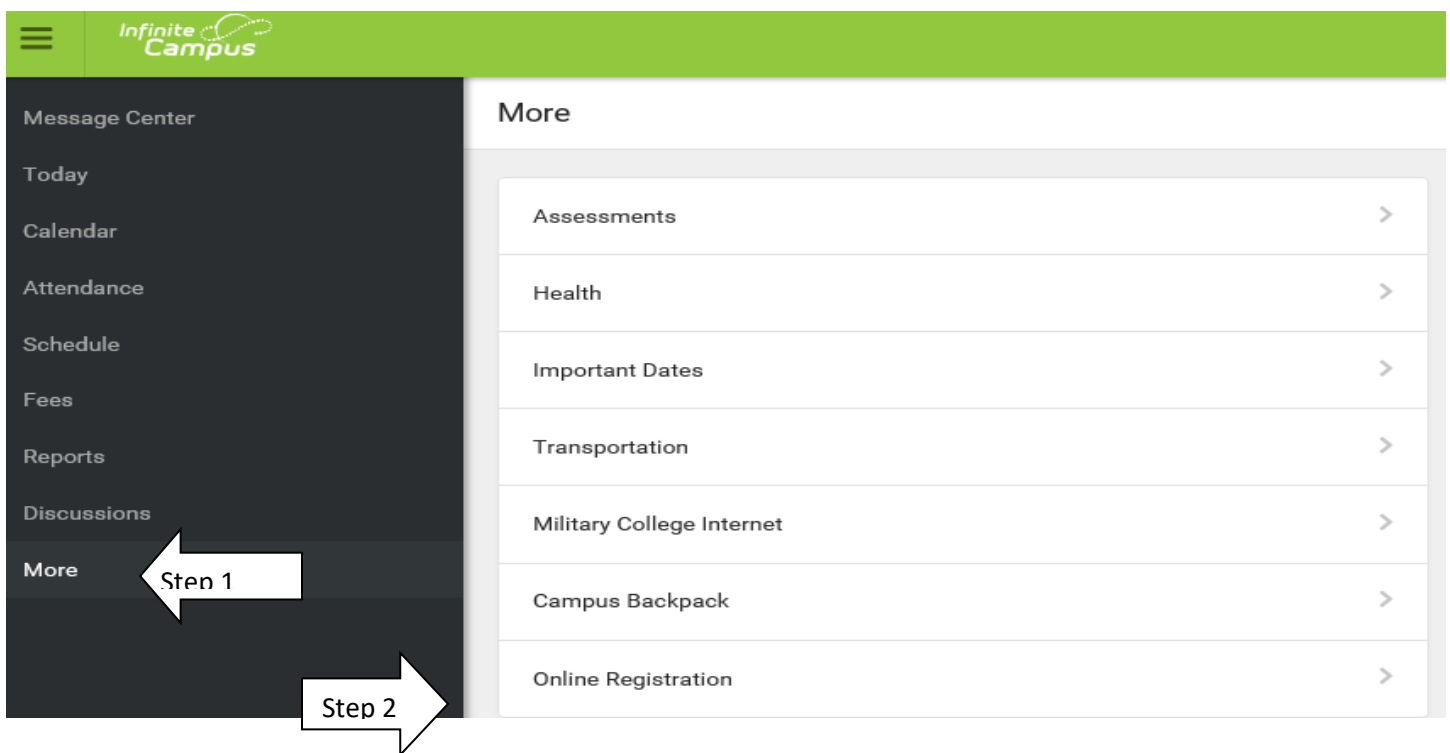 Infinite
Campus
Message Center
Today
Calendar
Attendance
Schedule
Fees
Reports
Discussions
More
Step 1
Step 2
More
Assessments
Health
Important Dates
Transportation
Military College Internet
Campus Backpack
Online Registration